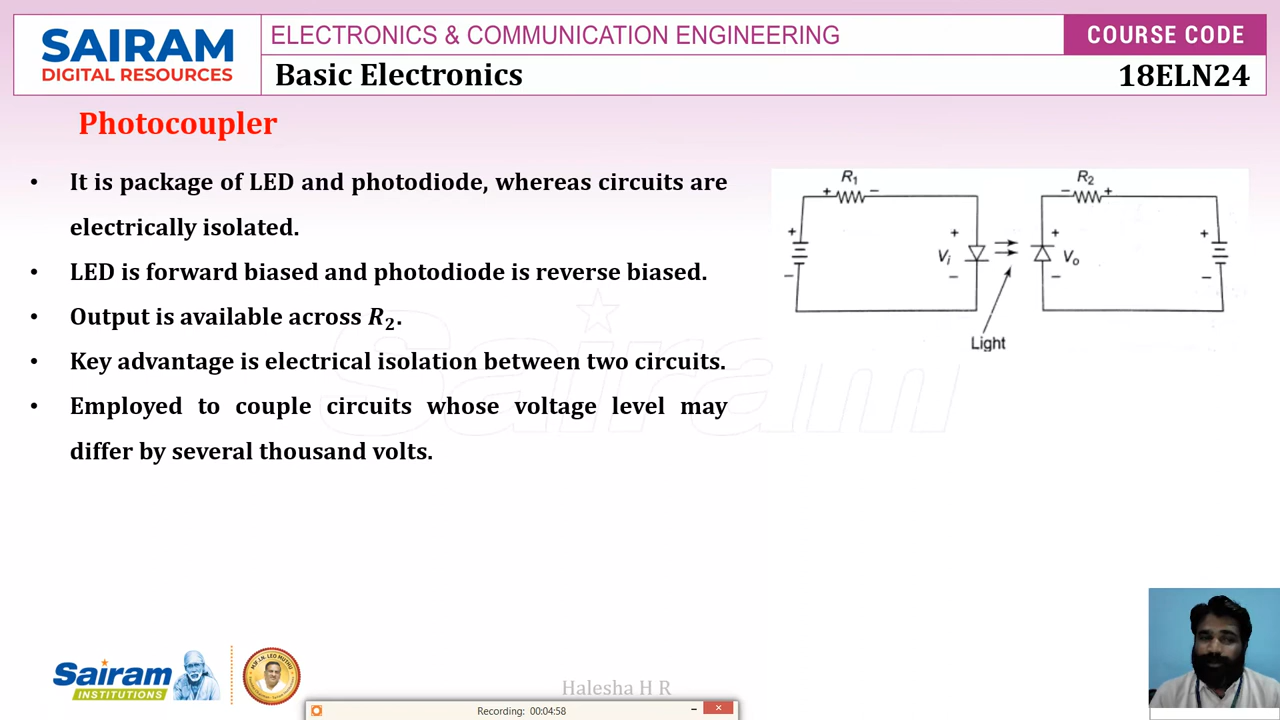 SAIRAM
DIGITAL RESOURCES
ELECTRONICS & COMMUNICATION ENGINEERING
COURSE CODE
Basic Electronics
18ELN24
Photocoupler
• It is package of LED and photodiode, whereas circuits are
electrically isolated.
• LED is forward biased and photodiode is reverse biased.
• Output is available across R₂.
• Key advantage is electrical isolation between two circuits.
• Employed to couple circuits whose voltage level may
differ by several thousand volts.
+ R₁ −
− R₂ +
+ + + +
Vᵢ Vₒ
− − − −
Light
Sairam
Sairam
INSTITUTIONS
Halesha H R
Recording: 00:04:58